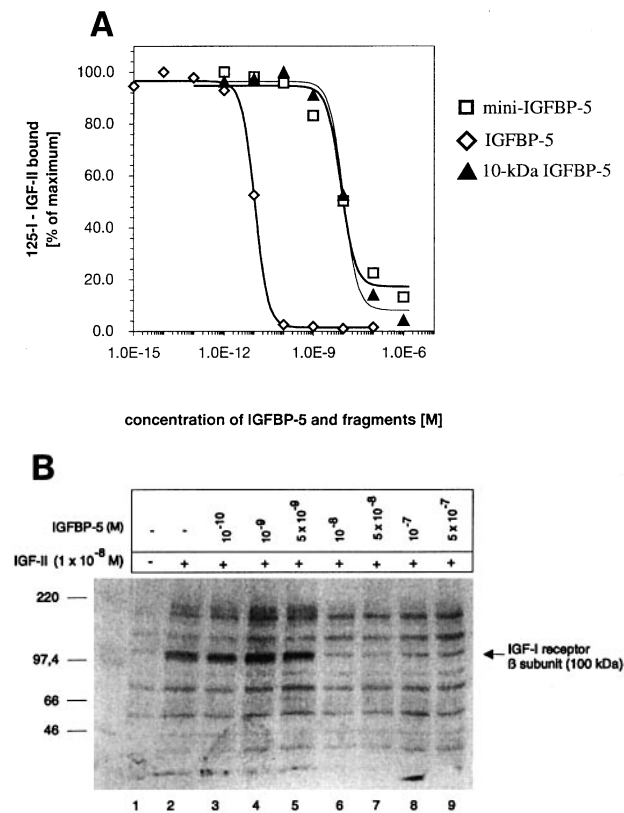 A
125-I - IGF-II bound
[% of maximum]
100.0
80.0
60.0
40.0
20.0
0.0
1.0E-15 1.0E-12 1.0E-9 1.0E-6
mini-IGFBP-5
IGFBP-5
10-kDa IGFBP-5
concentration of IGFBP-5 and fragments [M]
B
IGFBP-5 (M) - - 10⁻¹⁰ 10⁻⁹ 5 x 10⁻⁹ 10⁻⁸ 5 x 10⁻⁸ 10⁻⁷ 5 x 10⁻⁷
IGF-II (1 x 10⁻⁸ M) - + + + + + + + +
220
97,4
66
46
IGF-I receptor
ß subunit (100 kDa)
1 2 3 4 5 6 7 8 9